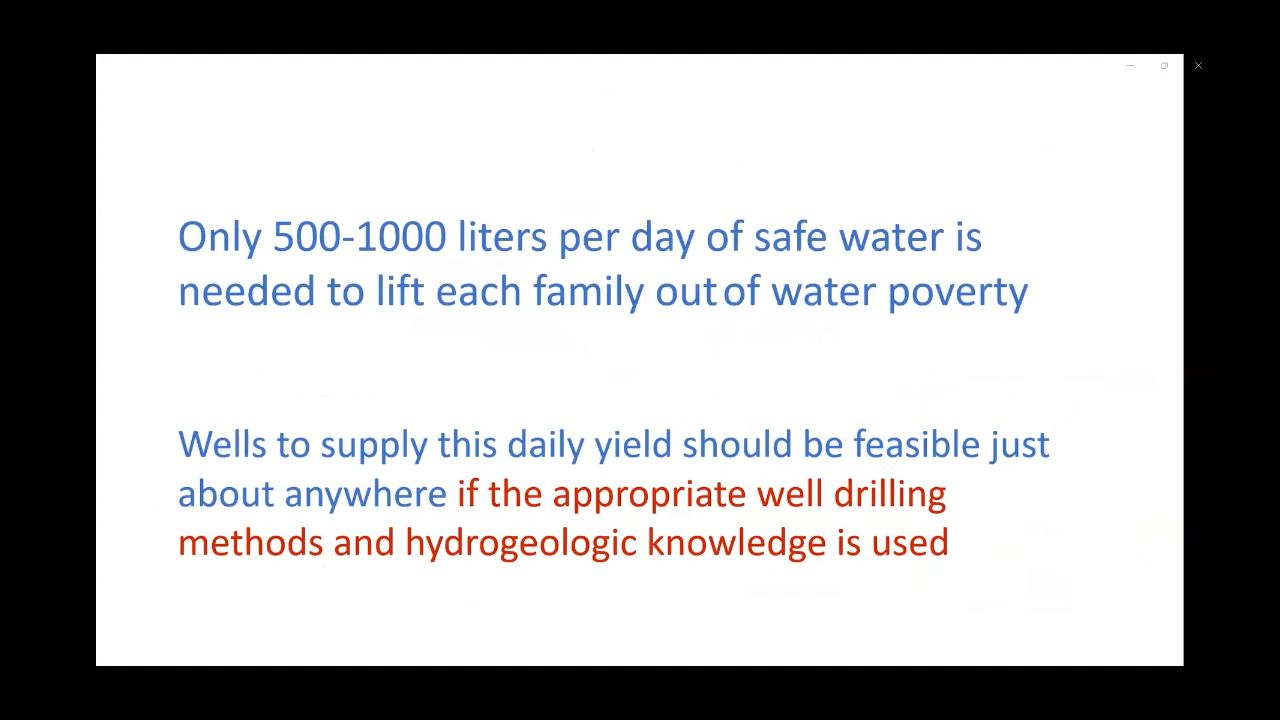 Only 500-1000 liters per day of safe water is
needed to lift each family out of water poverty
Wells to supply this daily yield should be feasible just
about anywhere if the appropriate well drilling
methods and hydrogeologic knowledge is used